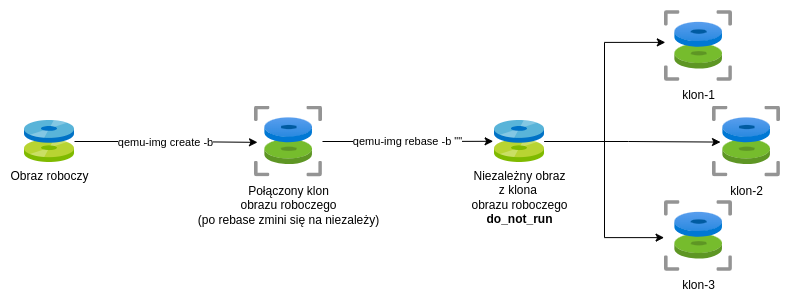 klon-1
qemu-img create -b
qemu-img rebase -b ""
Obraz roboczy
Połączony klon
obrazu roboczego
(po rebase zmini się na niezależy)
Niezależny obraz
z klona
obrazu roboczego
do_not_run
klon-2
klon-3